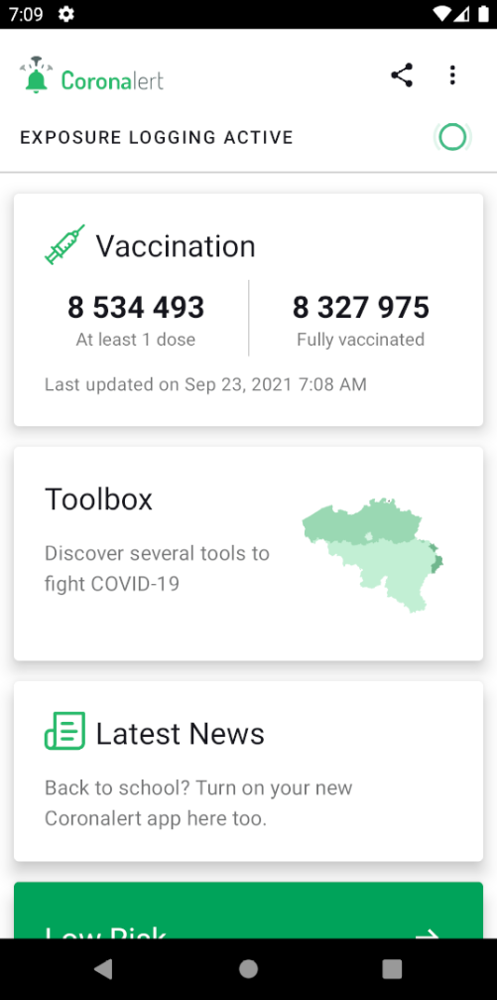 7:09
Coronalert
EXPOSURE LOGGING ACTIVE
Vaccination
8 534 493
At least 1 dose
8 327 975
Fully vaccinated
Last updated on Sep 23, 2021 7:08 AM
Toolbox
Discover several tools to
fight COVID-19
Latest News
Back to school? Turn on your new
Coronalert app here too.
Low Risk